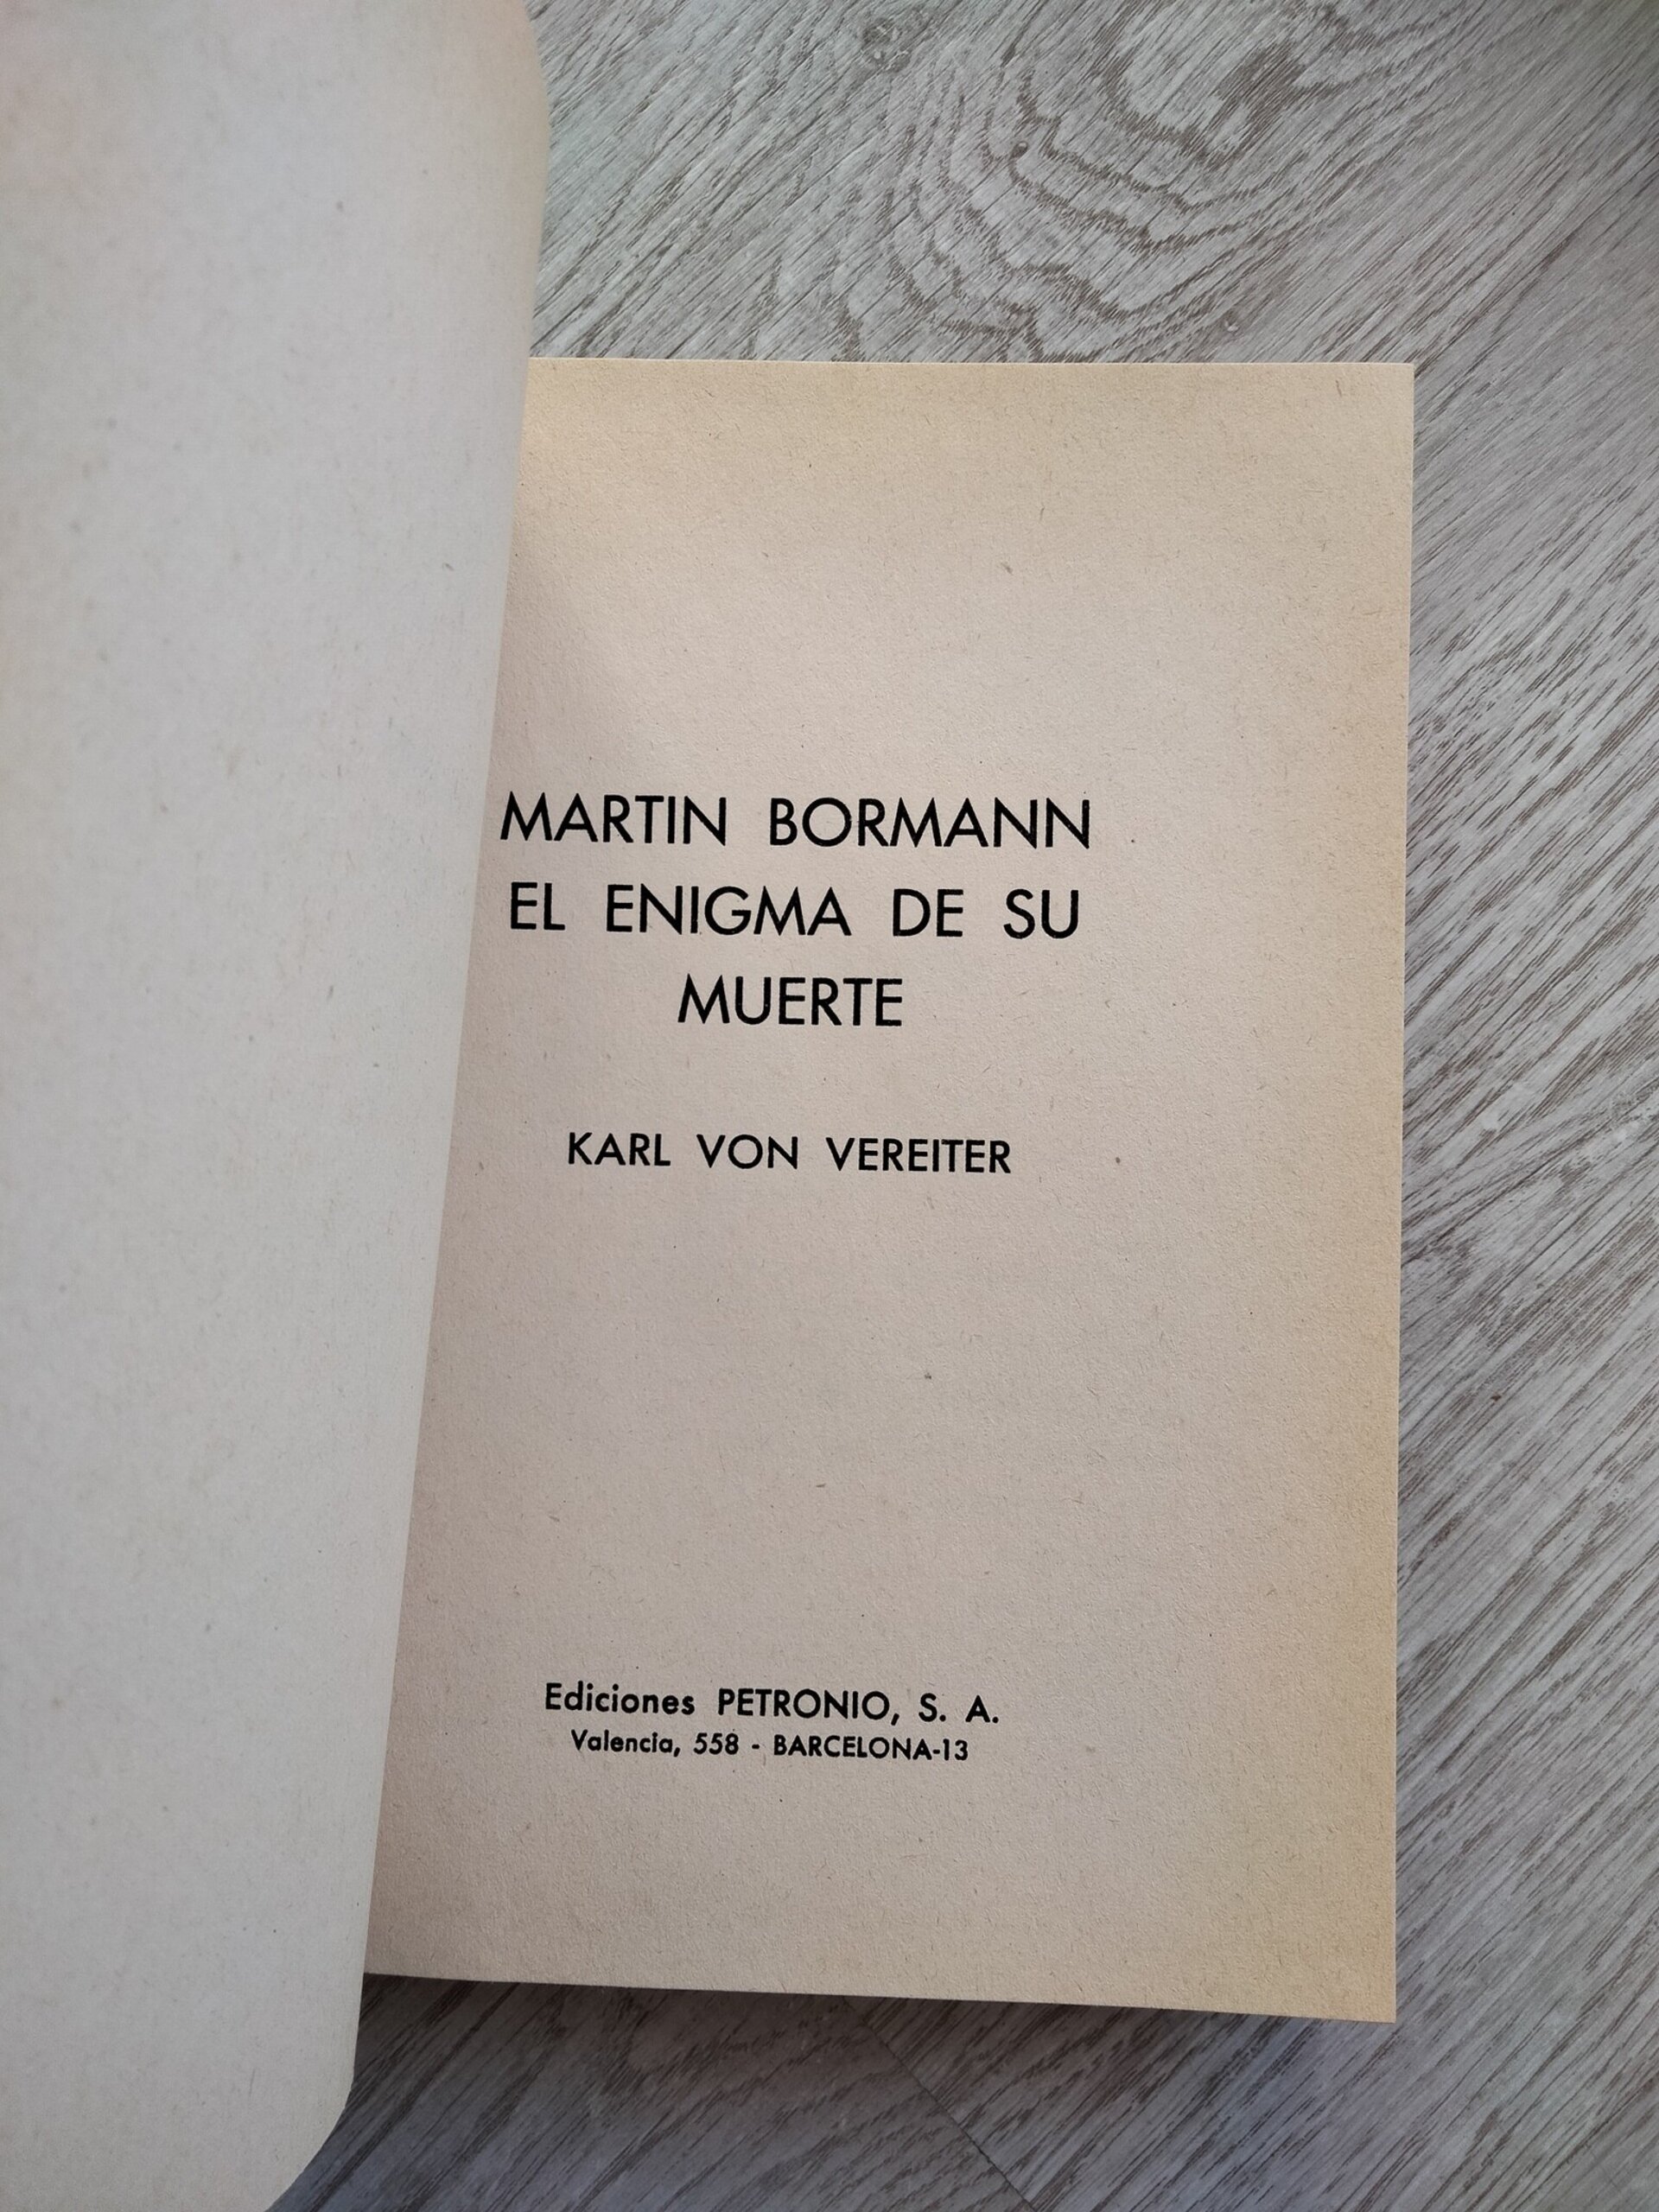 MARTIN BORMANN
EL ENIGMA DE SU
MUERTE
KARL VON VEREITER
Ediciones PETRONIO, S. A.
Valencia, 558 - BARCELONA-13